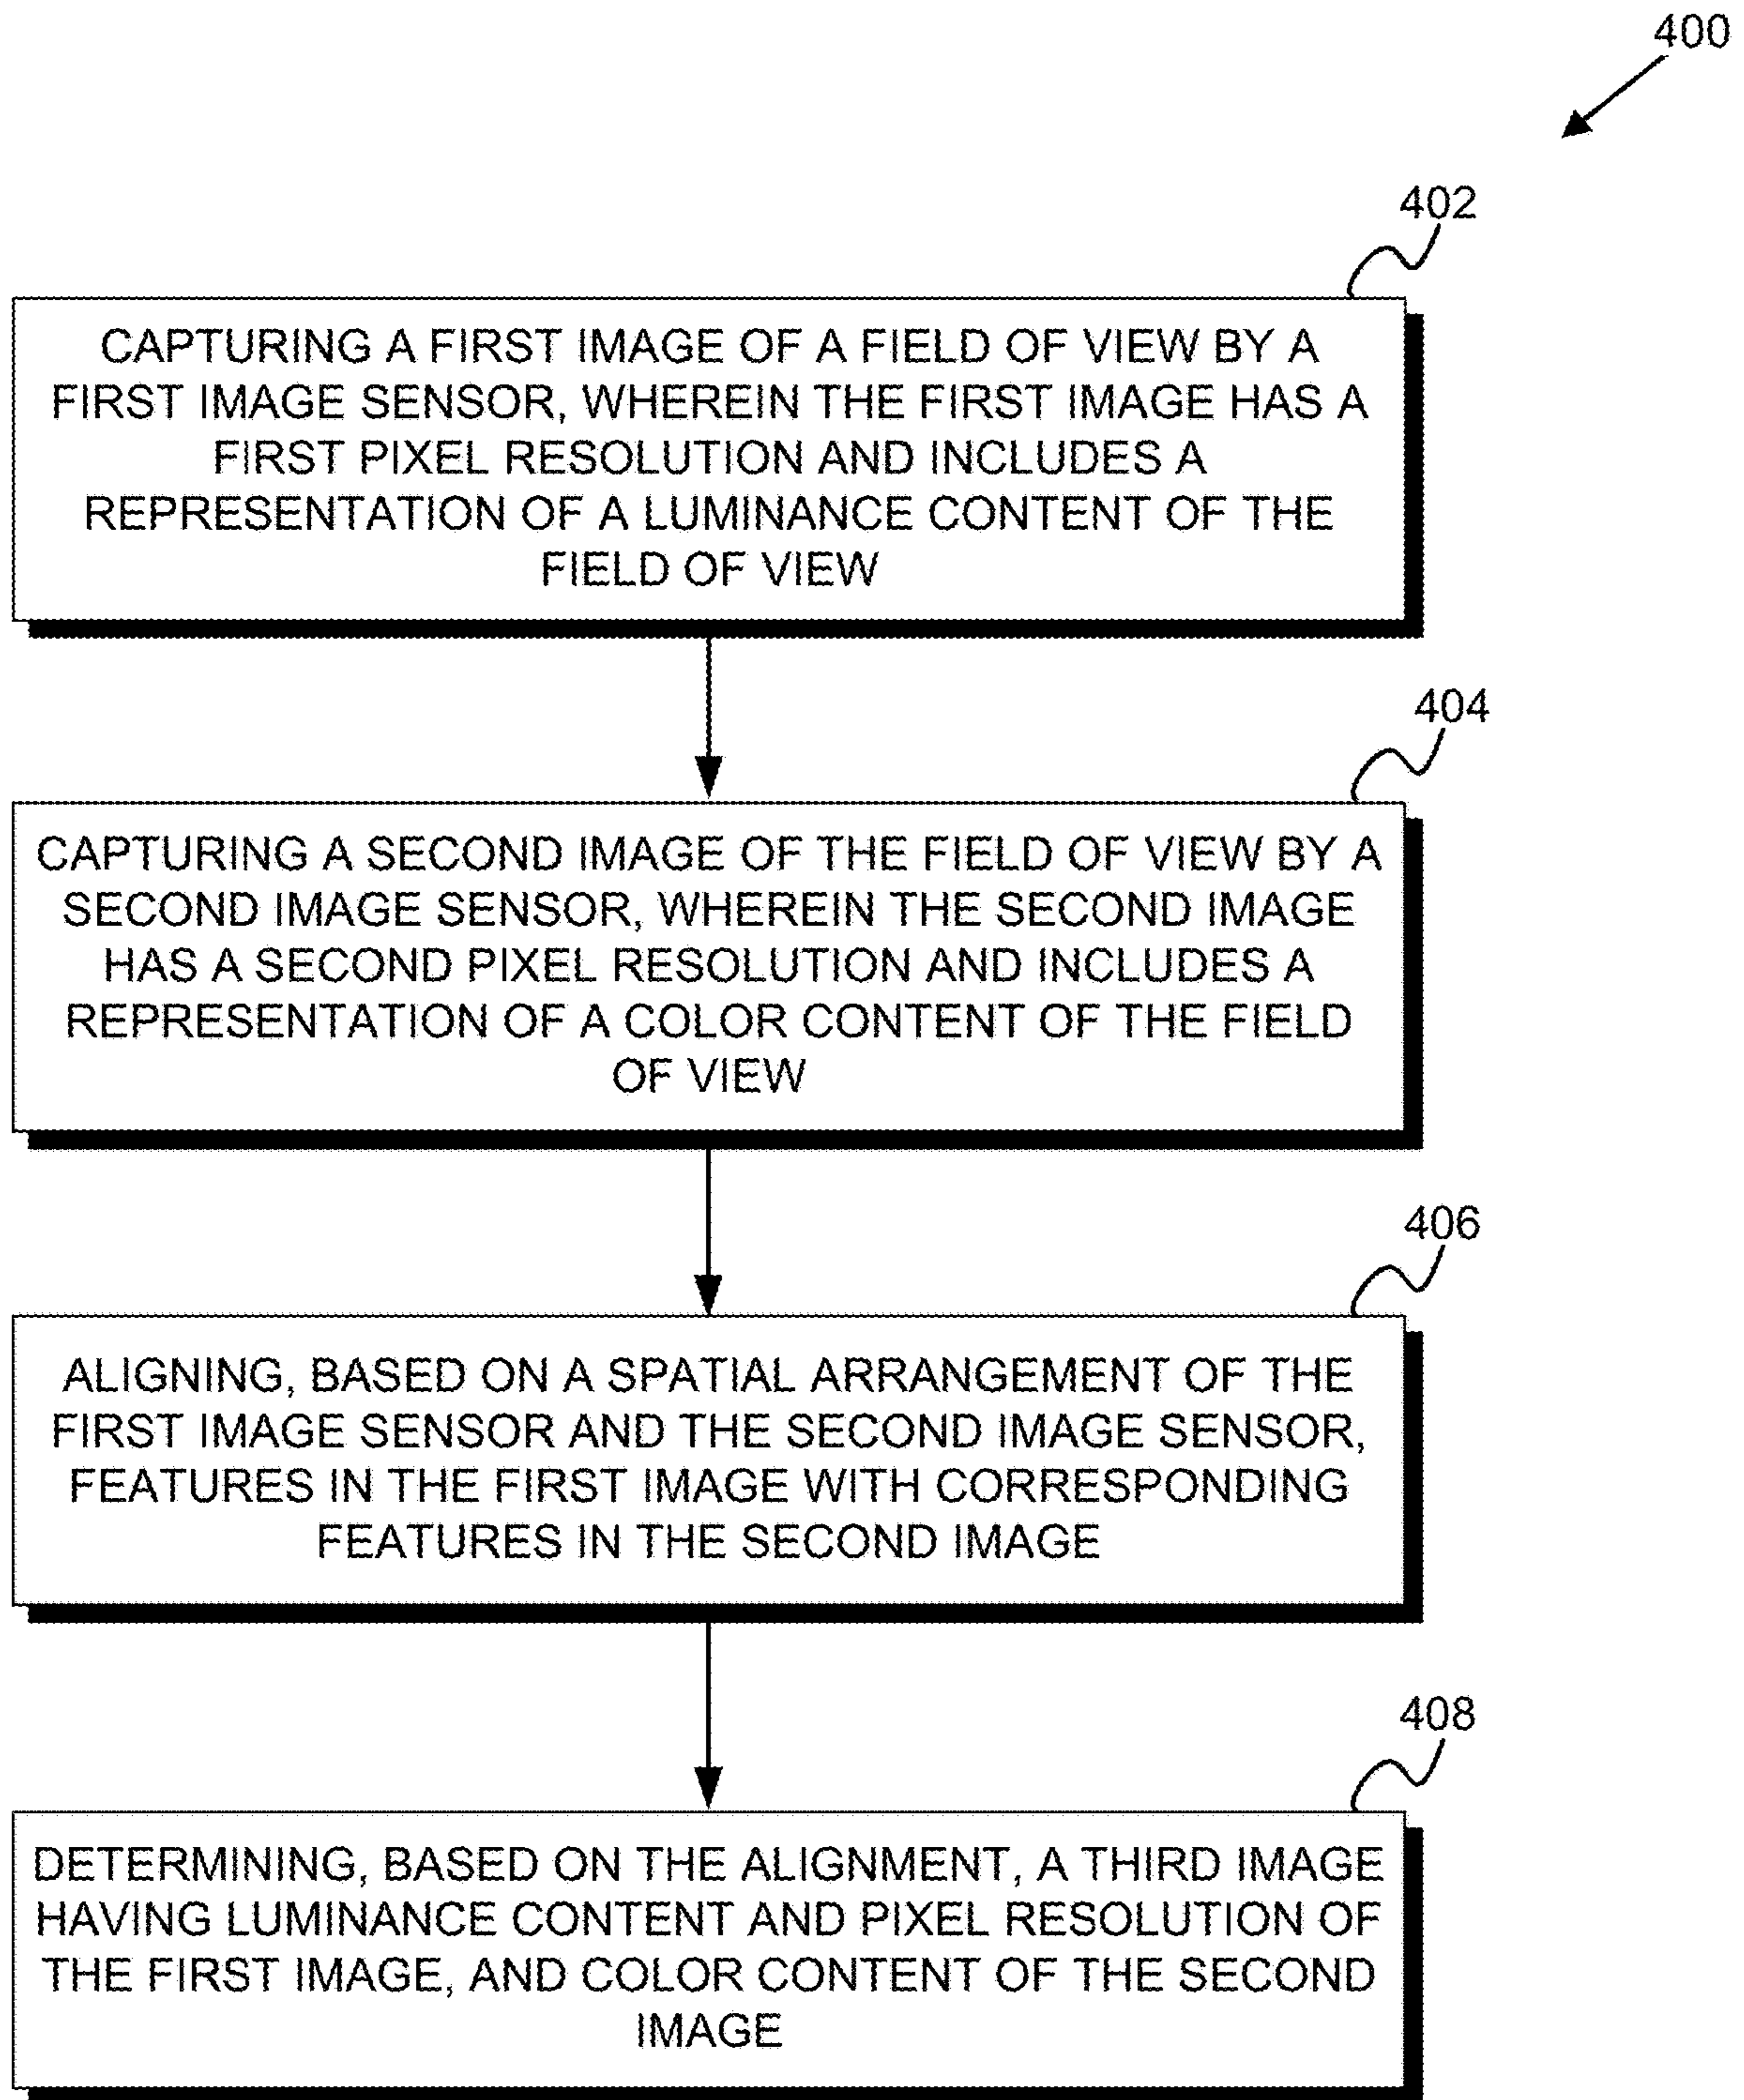 400
402
CAPTURING A FIRST IMAGE OF A FIELD OF VIEW BY A
FIRST IMAGE SENSOR, WHEREIN THE FIRST IMAGE HAS A
FIRST PIXEL RESOLUTION AND INCLUDES A
REPRESENTATION OF A LUMINANCE CONTENT OF THE
FIELD OF VIEW
404
CAPTURING A SECOND IMAGE OF THE FIELD OF VIEW BY A
SECOND IMAGE SENSOR, WHEREIN THE SECOND IMAGE
HAS A SECOND PIXEL RESOLUTION AND INCLUDES A
REPRESENTATION OF A COLOR CONTENT OF THE FIELD
OF VIEW
406
ALIGNING, BASED ON A SPATIAL ARRANGEMENT OF THE
FIRST IMAGE SENSOR AND THE SECOND IMAGE SENSOR,
FEATURES IN THE FIRST IMAGE WITH CORRESPONDING
FEATURES IN THE SECOND IMAGE
408
DETERMINING, BASED ON THE ALIGNMENT, A THIRD IMAGE
HAVING LUMINANCE CONTENT AND PIXEL RESOLUTION OF
THE FIRST IMAGE, AND COLOR CONTENT OF THE SECOND
IMAGE